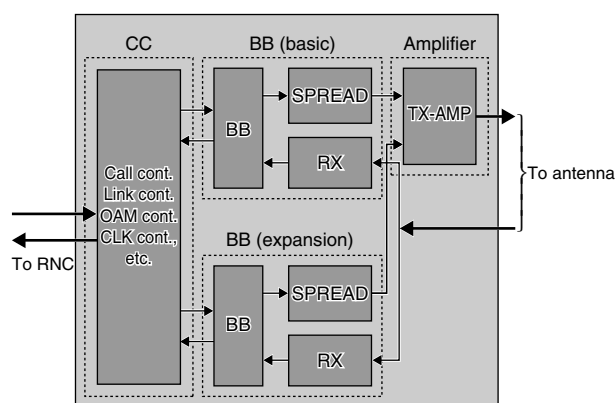 CC
BB (basic)
Amplifier
SPREAD
TX-AMP
BB
RX
Call cont.
Link cont.
OAM cont.
CLK cont.,
etc.
To antenna
To RNC
BB (expansion)
SPREAD
BB
RX